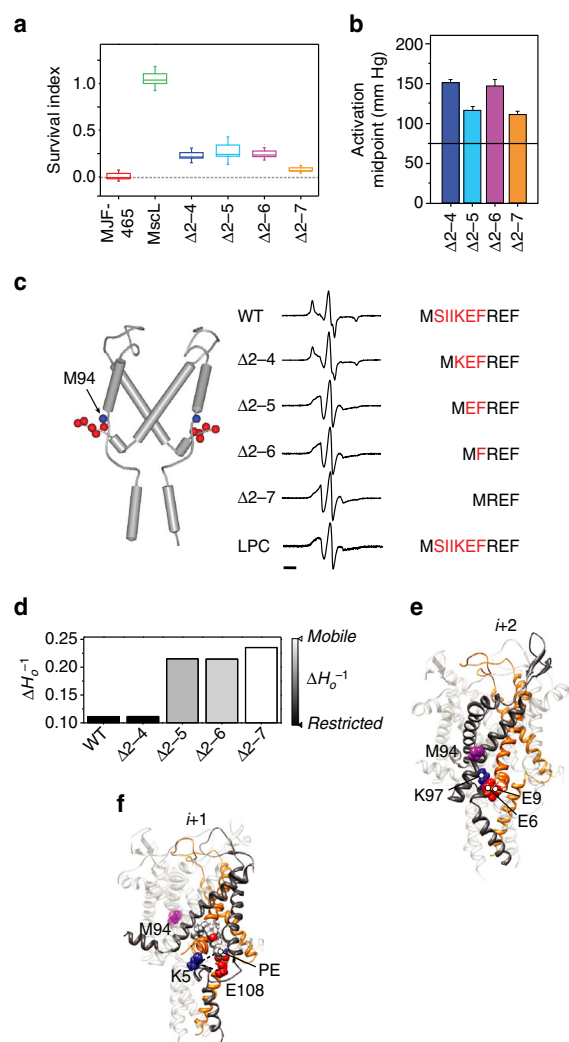 a
Survival index
1.0
0.25
0.0
MJF-
465
MscL
Δ2–4
Δ2–5
Δ2–6
Δ2–7
b
Activation
midpoint (mm Hg)
200
150
100
50
0
Δ2–4
Δ2–5
Δ2–6
Δ2–7
c
M94
WT
MSIIKEFREF
Δ2–4
MKEFREF
Δ2–5
MEFREF
Δ2–6
MFREF
Δ2–7
MREF
LPC
MSIIKEFREF
d
ΔHo⁻¹
0.25
0.20
0.15
0.10
WT
Δ2–4
Δ2–5
Δ2–6
Δ2–7
Mobile
ΔHo⁻¹
Restricted
e
i+2
M94
K97
E9
E6
f
i+1
M94
K5
PE
E108